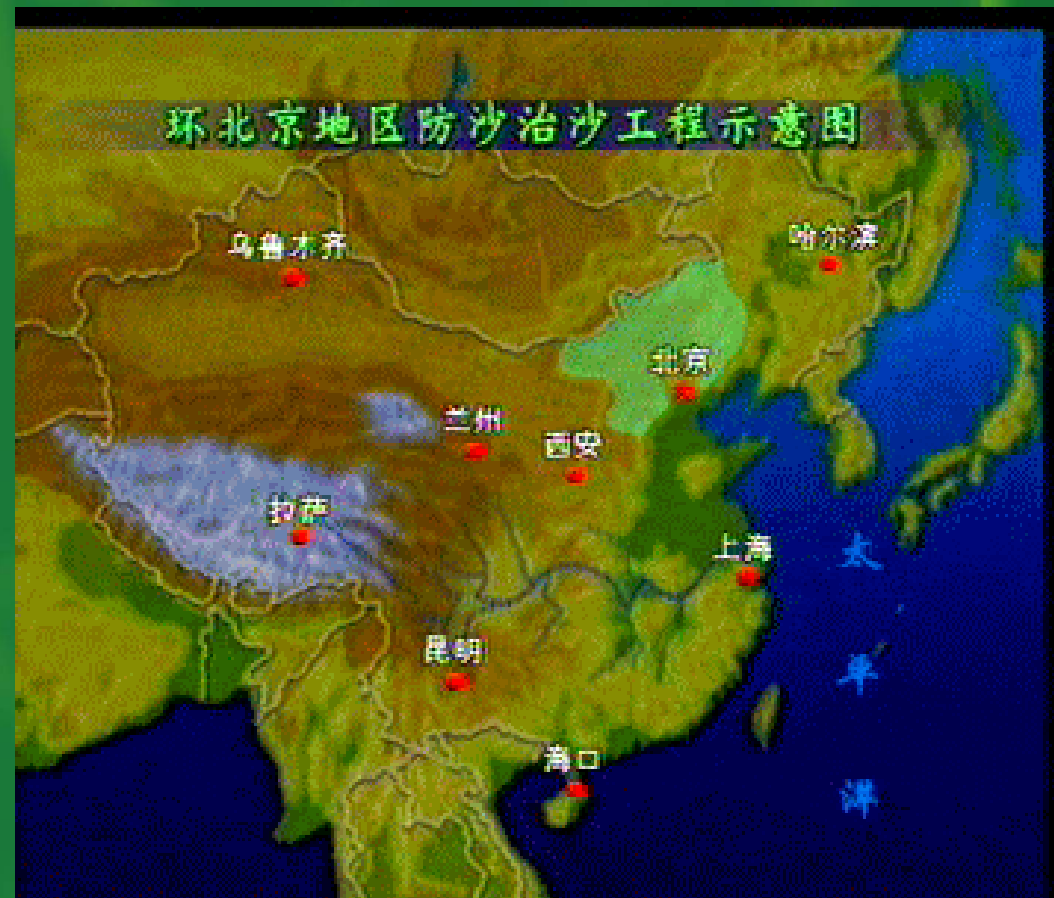 环北京地区防沙治沙工程示意图
乌鲁木齐
哈尔滨
北京
兰州
西安
拉萨
上海
昆明
海口
太
平
洋